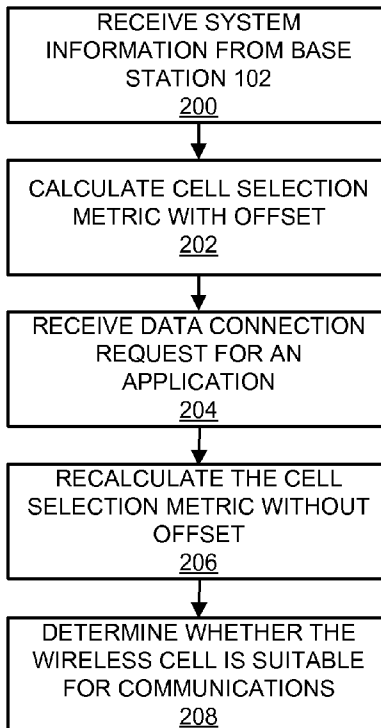 RECEIVE SYSTEM
INFORMATION FROM BASE
STATION 102
200
CALCULATE CELL SELECTION
METRIC WITH OFFSET
202
RECEIVE DATA CONNECTION
REQUEST FOR AN
APPLICATION
204
RECALCULATE THE CELL
SELECTION METRIC WITHOUT
OFFSET
206
DETERMINE WHETHER THE
WIRELESS CELL IS SUITABLE
FOR COMMUNICATIONS
208